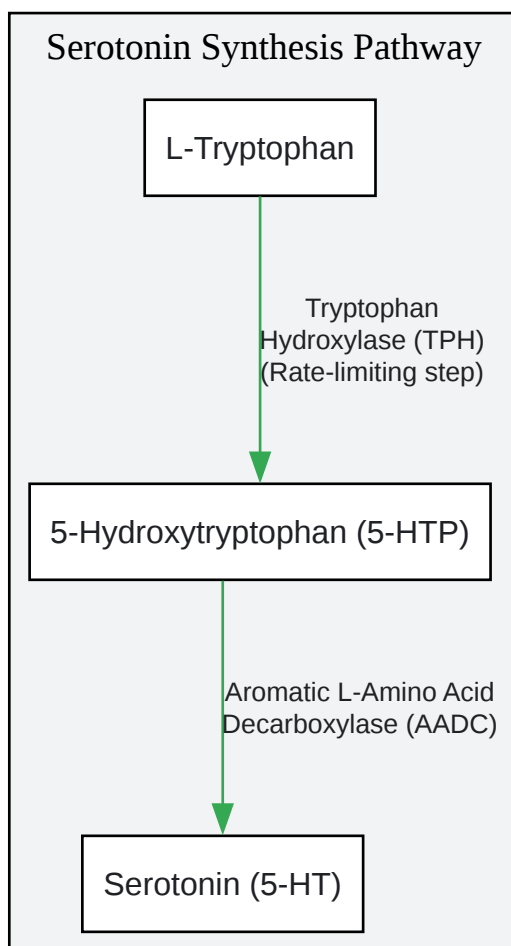 Serotonin Synthesis Pathway
L-Tryptophan
Tryptophan
Hydroxylase (TPH)
(Rate-limiting step)
5-Hydroxytryptophan (5-HTP)
Aromatic L-Amino Acid
Decarboxylase (AADC)
Serotonin (5-HT)